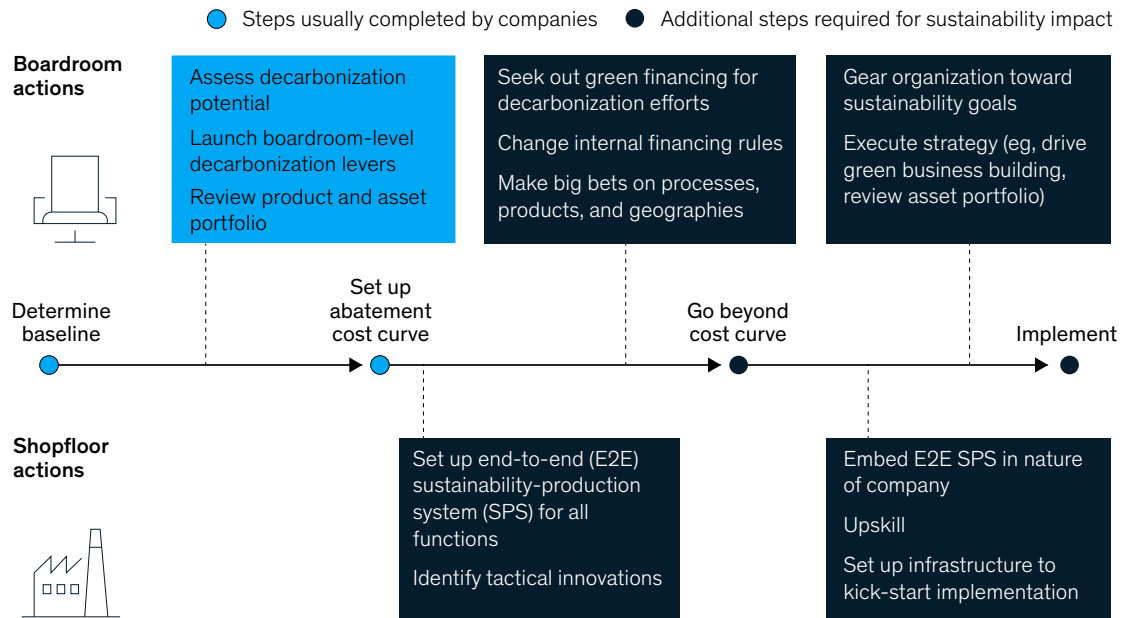 Steps usually completed by companies
Additional steps required for sustainability impact
Boardroom
actions
Assess decarbonization
potential
Launch boardroom-level
decarbonization levers
Review product and asset
portfolio
Seek out green financing for
decarbonization efforts
Change internal financing rules
Make big bets on processes,
products, and geographies
Gear organization toward
sustainability goals
Execute strategy (eg, drive
green business building,
review asset portfolio)
Determine
baseline
Set up
abatement
cost curve
Go beyond
cost curve
Implement
Shopfloor
actions
Set up end-to-end (E2E)
sustainability-production
system (SPS) for all
functions
Identify tactical innovations
Embed E2E SPS in nature
of company
Upskill
Set up infrastructure to
kick-start implementation